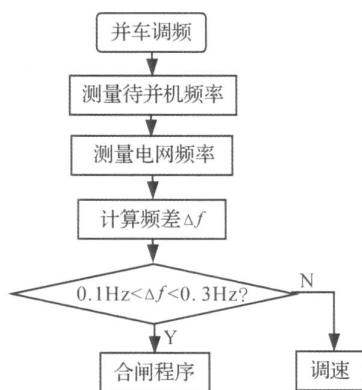 并车调频
测量待并机频率
测量电网频率
计算频差Δf
0.1Hz<Δf<0.3Hz?
N
Y
合闸程序
调速